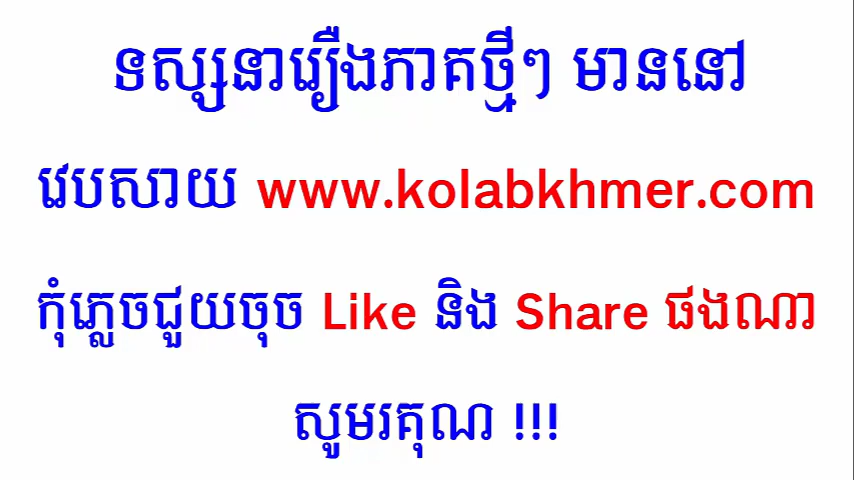 ទស្សនារឿងភាគថ្មីៗ មាននៅ
វេបសាយ www.kolabkhmer.com
កុំភ្លេចជួយចុច Like និង Share ផងណា
សូមរគុណ !!!